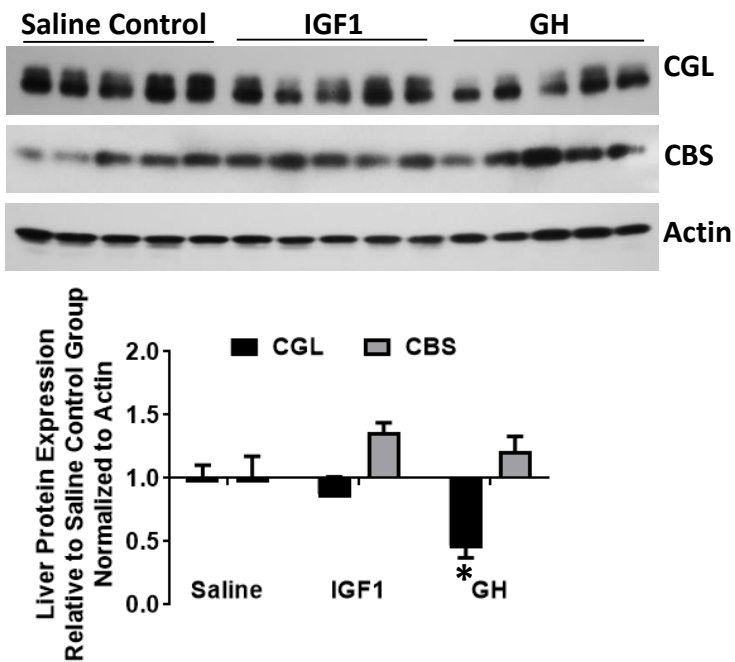 Saline Control IGF1 GH
CGL
CBS
Actin
Liver Protein Expression
Relative to Saline Control Group
Normalized to Actin
CGL CBS
2.0
1.5
1.0
0.5
0.0
*
Saline IGF1 GH